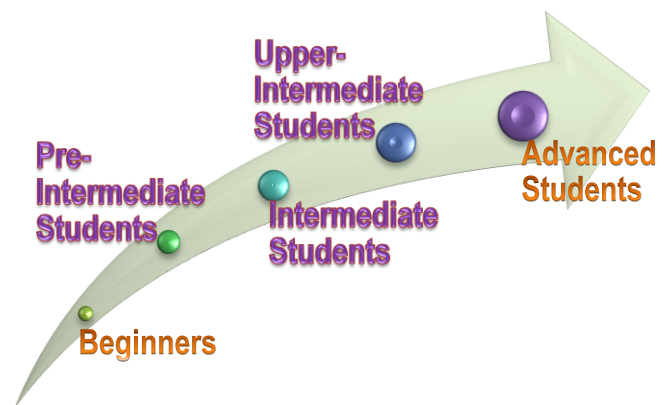 Upper-
Intermediate
Students
Advanced
Students
Pre-
Intermediate
Students
Intermediate
Students
Beginners